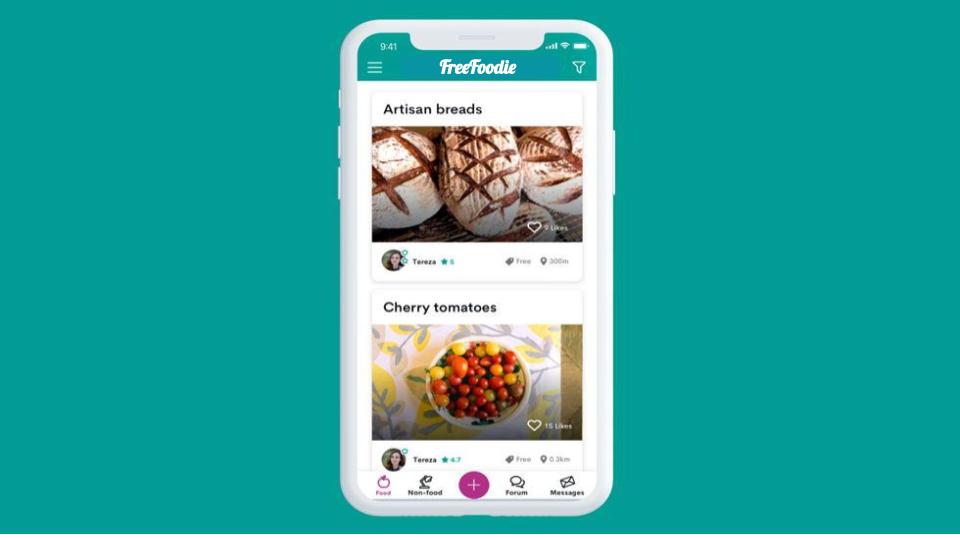 9:41
FreeFoodie
Artisan breads
9 Likes
Tereza ★ 5 Free 300m
Cherry tomatoes
15 Likes
Tereza ★ 4.7 Free 0.3km
Food Non-food + Forum Messages